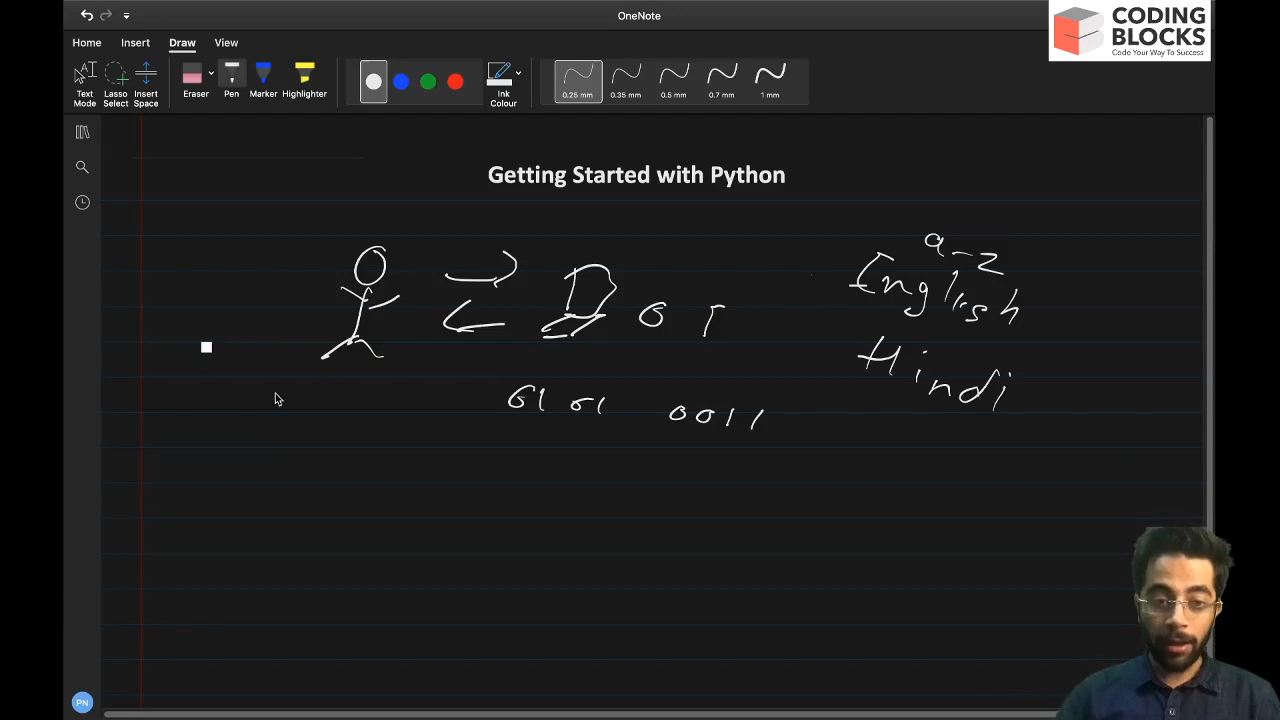 OneNote
CODING
BLOCKS
Code Your Way To Success
Home Insert Draw View
Text Mode
Lasso Select
Insert Space
Eraser
Pen
Marker
Highlighter
Ink Colour
0.25 mm
0.35 mm
0.5 mm
0.7 mm
1 mm
Getting Started with Python
a-z
English
0 1
Hindi
0101 0011
PN